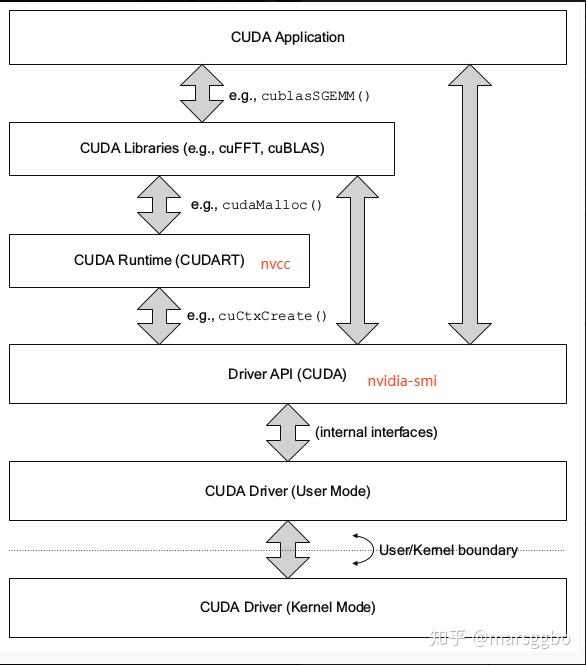 CUDA Application
e.g., cublasSGEMM()
CUDA Libraries (e.g., cuFFT, cuBLAS)
e.g., cudaMalloc()
CUDA Runtime (CUDART) nvcc
e.g., cuCtxCreate()
Driver API (CUDA) nvidia-smi
(internal interfaces)
CUDA Driver (User Mode)
User/Kernel boundary
CUDA Driver (Kernel Mode)
知乎 @marsggbo